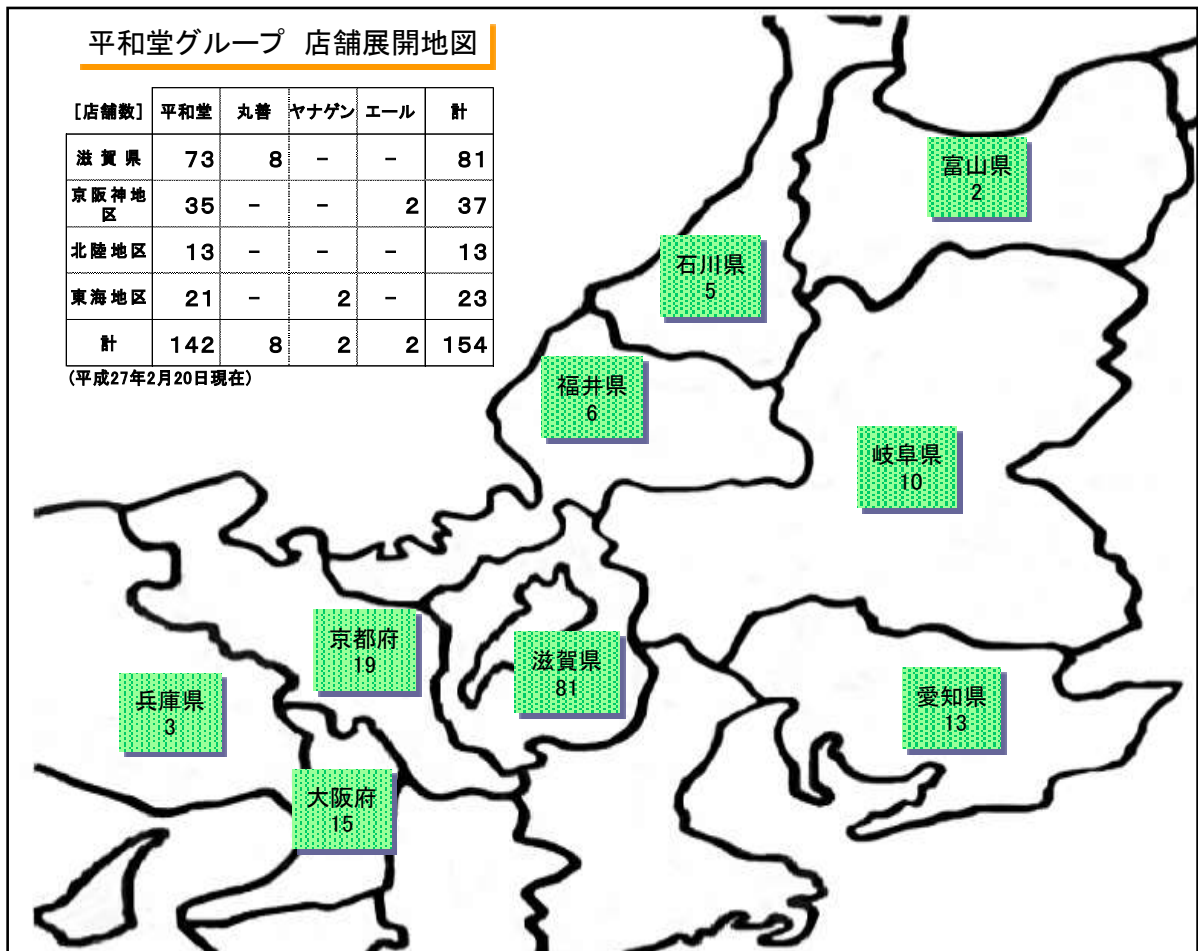 平和堂グループ 店舗展開地図
[店舗数] 平和堂 丸善 ヤナゲン エール 計
滋賀県 73 8 - - 81
京阪神地区 35 - - 2 37
北陸地区 13 - - - 13
東海地区 21 - 2 - 23
計 142 8 2 2 154
(平成27年2月20日現在)
富山県
2
石川県
5
福井県
6
岐阜県
10
京都府
19
滋賀県
81
兵庫県
3
愛知県
13
大阪府
15